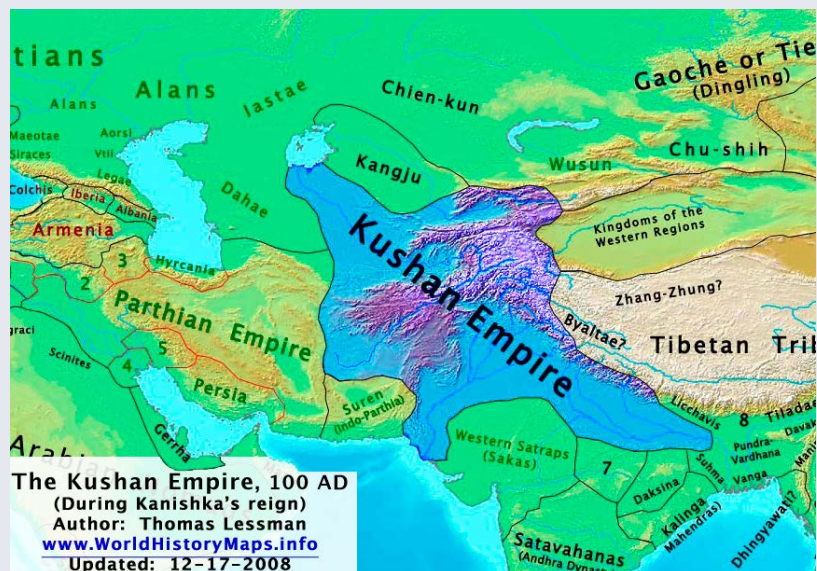 tians
Alans
Alans
Iastae
Chien-kun
Gaoche or Tie
(Dingling)
Maeotae
Aorsi
Siraces
Vtii
Legae
Kangju
Wusun
Chu-shih
Colchis
Iberia
Albania
Dahae
Armenia
Kingdoms of the
Western Regions
Hyrcania
3
2
Kushan Empire
Zhang-Zhung?
Parthian Empire
Byaltae?
Tibetan Trib
graci
Scinites
5
4
Persia
Suren
(Indo-Parthia)
Licchavis
8
Tiladae
Gerrha
Western Satraps
(Sakas)
7
Pundra-
Vardhana
Davak
Suhma
Vanga
Daksina
Kalinga
Mahendras)
Dhingyawati?
Satavahanas
(Andhra Dynast
Arabian
The Kushan Empire, 100 AD
(During Kanishka's reign)
Author: Thomas Lessman
www.WorldHistoryMaps.info
Updated: 12-17-2008